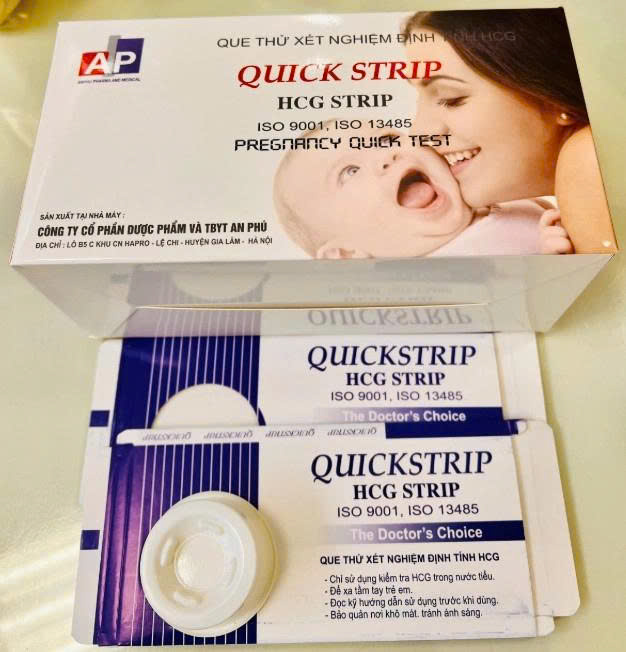 QUE THỬ XÉT NGHIỆM ĐỊNH TÍNH HCG
AP
ANPHU PHARMA AND MEDICAL
QUICK STRIP
HCG STRIP
ISO 9001, ISO 13485
PREGNANCY QUICK TEST
SẢN XUẤT TẠI NHÀ MÁY :
CÔNG TY CỔ PHẦN DƯỢC PHẨM VÀ TBYT AN PHÚ
ĐỊA CHỈ : LÔ B5 C KHU CN HAPRO - LỆ CHI - HUYỆN GIA LÂM - HÀ NỘI
QUICKSTRIP
QUICKSTRIP
HCG STRIP
ISO 9001, ISO 13485
The Doctor's Choice
QUICKSTRIP QUICKSTRIP QUICKSTRIP QUICKSTRIP
QUICKSTRIP
HCG STRIP
ISO 9001, ISO 13485
The Doctor's Choice
QUE THỬ XÉT NGHIỆM ĐỊNH TÍNH HCG
- Chỉ sử dụng kiểm tra HCG trong nước tiểu.
- Để xa tầm tay trẻ em.
- Đọc kỹ hướng dẫn sử dụng trước khi dùng.
- Bảo quản nơi khô mát. tránh ánh sáng.